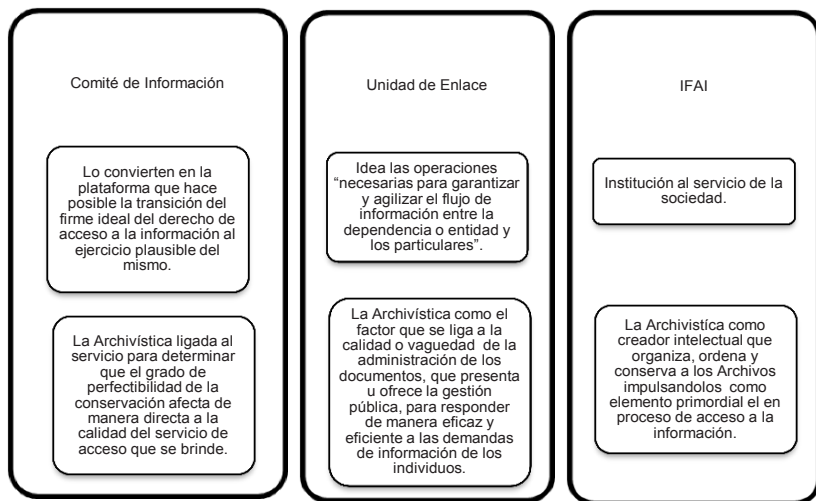 Comité de Información
Lo convierten en la
plataforma que hace
posible la transición del
firme ideal del derecho de
acceso a la información al
ejercicio plausible del
mismo.
La Archivística ligada al
servicio para determinar
que el grado de
perfectibilidad de la
conservación afecta de
manera directa a la
calidad del servicio de
acceso que se brinde.
Unidad de Enlace
Idea las operaciones
“necesarias para garantizar
y agilizar el flujo de
información entre la
dependencia o entidad y
los particulares”.
La Archivística como el
factor que se liga a la
calidad o vaguedad de la
administración de los
documentos, que presenta
u ofrece la gestión
pública, para responder
de manera eficaz y
eficiente a las demandas
de información de los
individuos.
IFAI
Institución al servicio de la
sociedad.
La Archivistíca como
creador intelectual que
organiza, ordena y
conserva a los Archivos
impulsandolos como
elemento primordial el en
proceso de acceso a la
información.